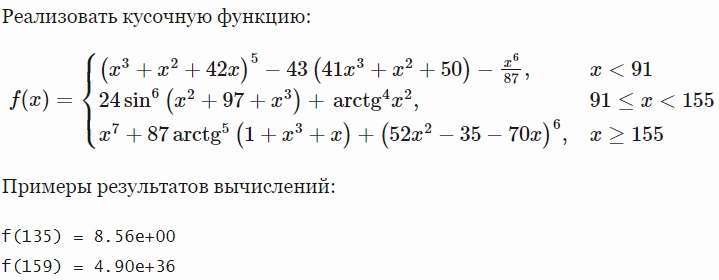 Реализовать кусочную функцию:
f(x) = { (x³ + x² + 42x)⁵ − 43 (41x³ + x² + 50) − x⁶/87, x < 91
24 sin⁶ (x² + 97 + x³) + arctg⁴x², 91 ≤ x < 155
x⁷ + 87 arctg⁵ (1 + x³ + x) + (52x² − 35 − 70x)⁶, x ≥ 155
Примеры результатов вычислений:
f(135) = 8.56e+00
f(159) = 4.90e+36